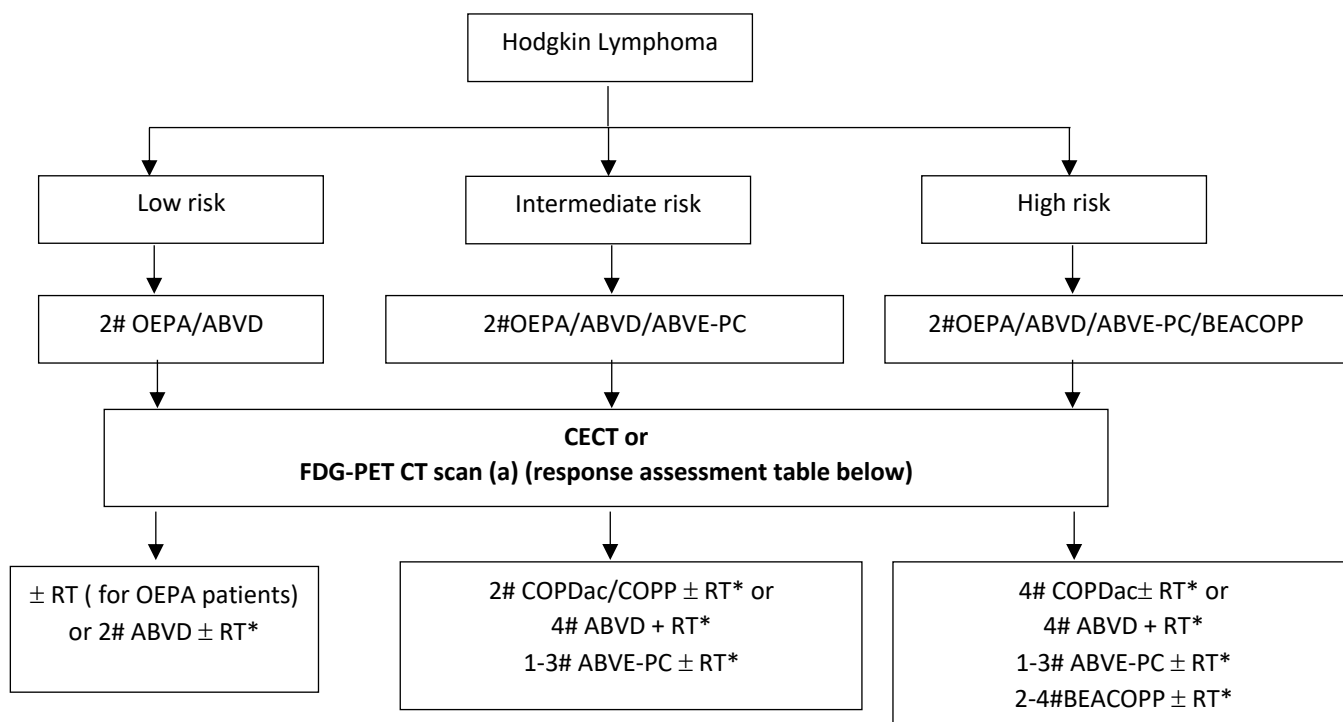 Hodgkin Lymphoma
Low risk
Intermediate risk
High risk
2# OEPA/ABVD
2#OEPA/ABVD/ABVE-PC
2#OEPA/ABVD/ABVE-PC/BEACOPP
CECT or
FDG-PET CT scan (a) (response assessment table below)
± RT ( for OEPA patients)
or 2# ABVD ± RT*
2# COPDac/COPP ± RT* or
4# ABVD + RT*
1-3# ABVE-PC ± RT*
4# COPDac± RT* or
4# ABVD + RT*
1-3# ABVE-PC ± RT*
2-4#BEACOPP ± RT*